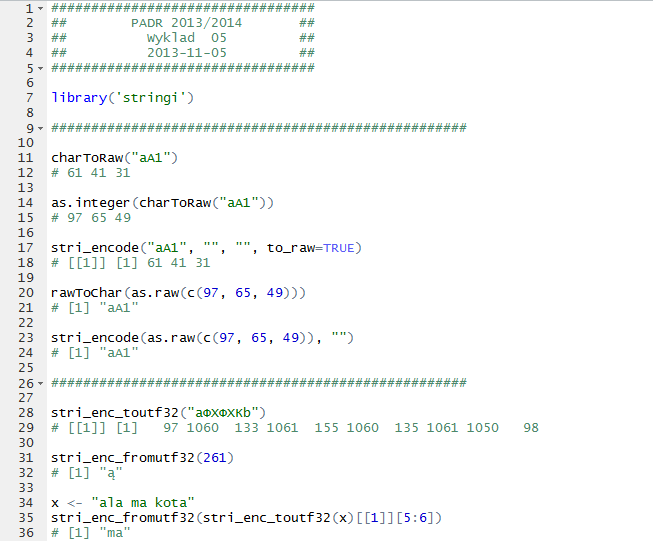 1 ##################################
2 ## PADR 2013/2014 ##
3 ## Wyklad 05 ##
4 ## 2013-11-05 ##
5 ##################################
6
7 library('stringi')
8
9 ####################################################
10
11 charToRaw("aA1")
12 # 61 41 31
13
14 as.integer(charToRaw("aA1"))
15 # 97 65 49
16
17 stri_encode("aA1", "", "", to_raw=TRUE)
18 # [[1]] [1] 61 41 31
19
20 rawToChar(as.raw(c(97, 65, 49)))
21 # [1] "aA1"
22
23 stri_encode(as.raw(c(97, 65, 49)), "")
24 # [1] "aA1"
25
26 ####################################################
27
28 stri_enc_toutf32("aФХФХКb")
29 # [[1]] [1] 97 1060 133 1061 155 1060 135 1061 1050 98
30
31 stri_enc_fromutf32(261)
32 # [1] "ą"
33
34 x <- "ala ma kota"
35 stri_enc_fromutf32(stri_enc_toutf32(x)[[1]][5:6])
36 # [1] "ma"